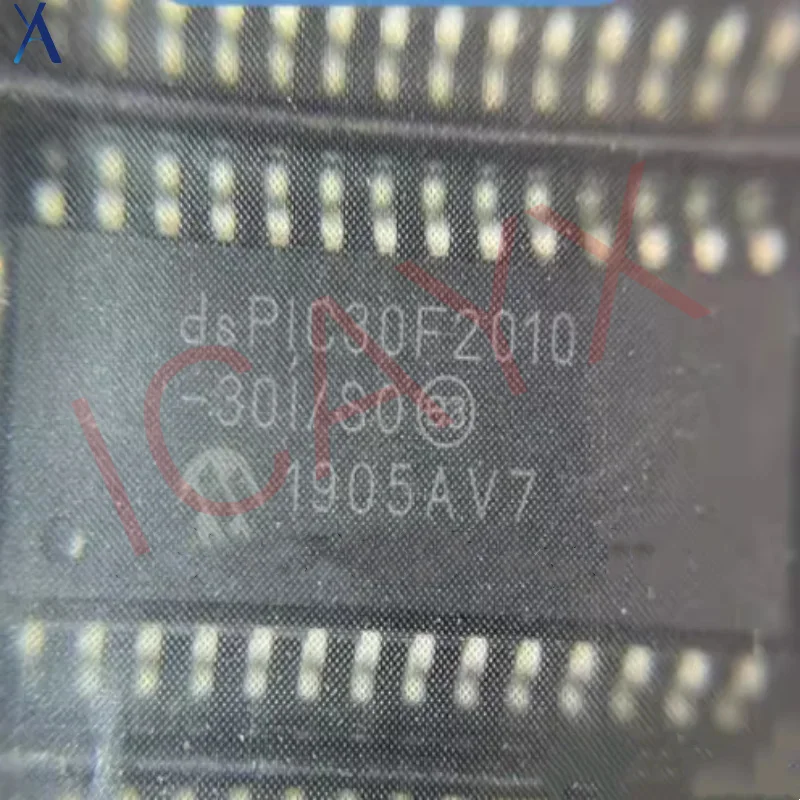 dsPIC30F2010
-30I/SO e3
1905AV7
ICAYX